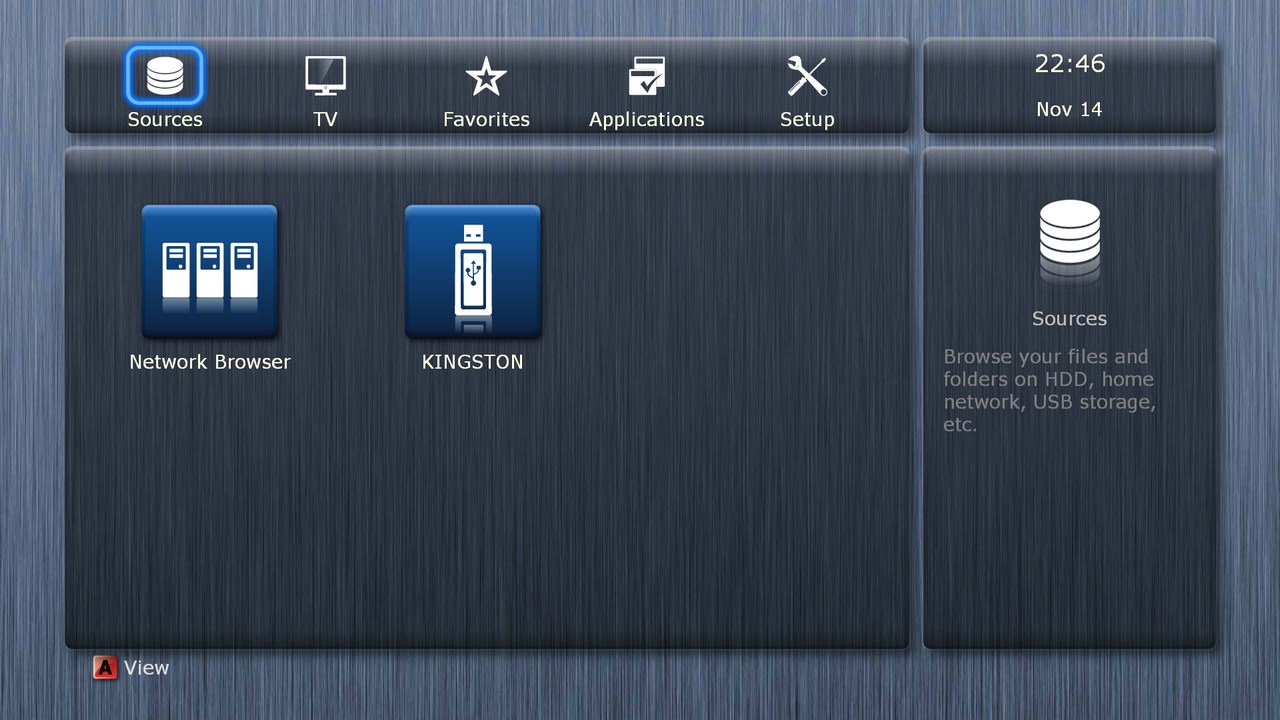 Sources
TV
Favorites
Applications
Setup
22:46
Nov 14
Network Browser
KINGSTON
Sources
Browse your files and
folders on HDD, home
network, USB storage,
etc.
A View